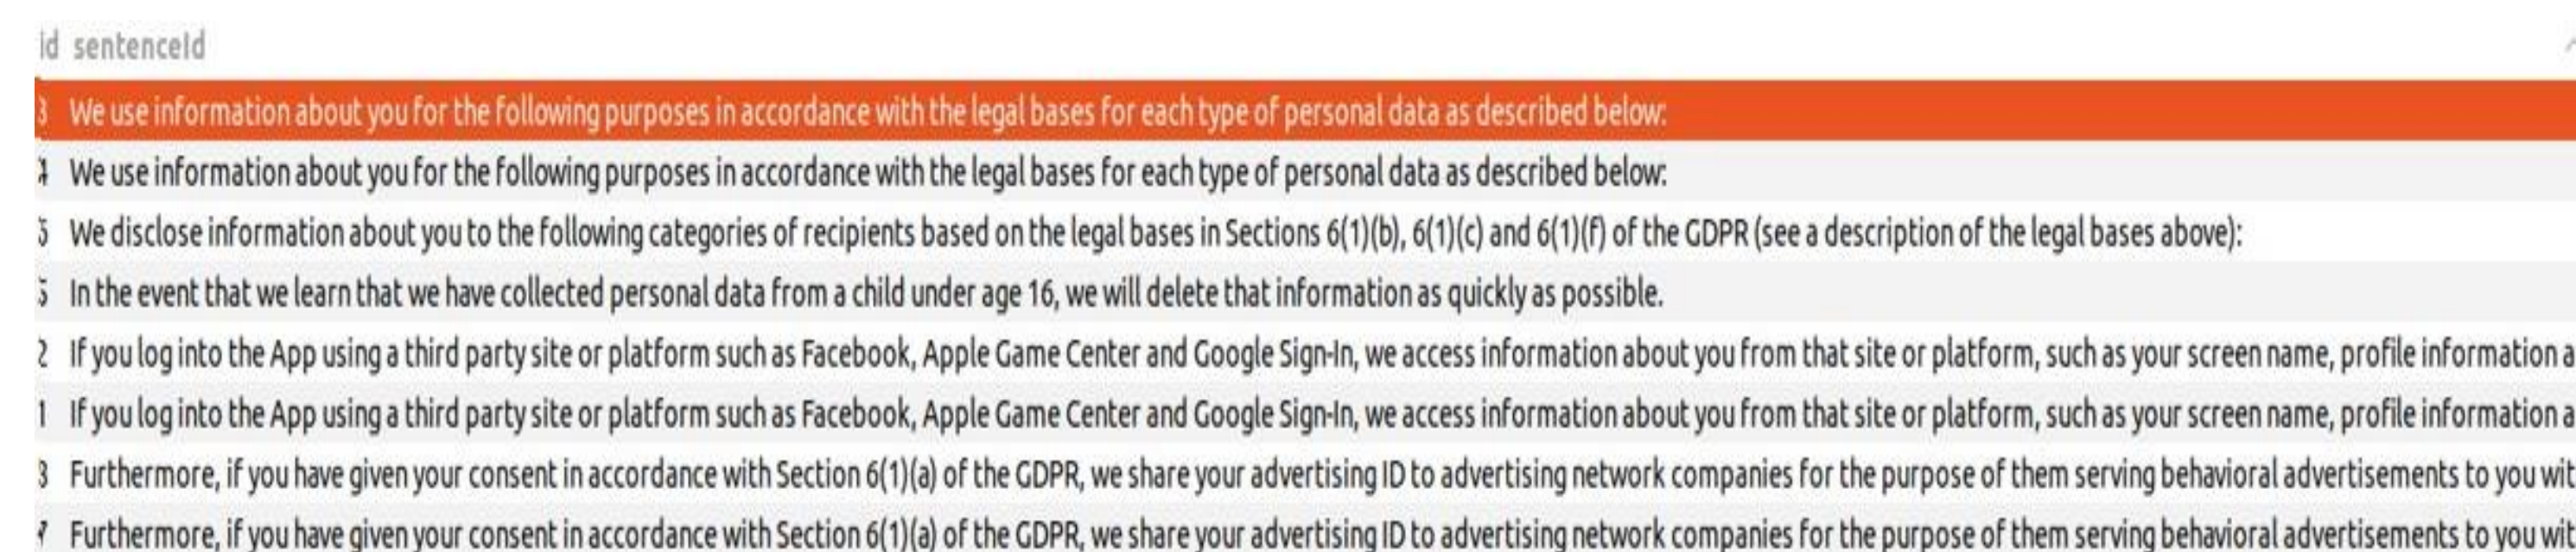 id sentenceId
3 We use information about you for the following purposes in accordance with the legal bases for each type of personal data as described below:
4 We use information about you for the following purposes in accordance with the legal bases for each type of personal data as described below:
We disclose information about you to the following categories of recipients based on the legal bases in Sections 6(1)(b), 6(1)(c) and 6(1)(f) of the GDPR (see a description of the legal bases above):
5 In the event that we learn that we have collected personal data from a child under age 16, we will delete that information as quickly as possible.
2 If you log into the App using a third party site or platform such as Facebook, Apple Game Center and Google Sign-In, we access information about you from that site or platform, such as your screen name, profile information a
1 If you log into the App using a third party site or platform such as Facebook, Apple Game Center and Google Sign-In, we access information about you from that site or platform, such as your screen name, profile information a
Furthermore, if you have given your consent in accordance with Section 6(1)(a) of the GDPR, we share your advertising ID to advertising network companies for the purpose of them serving behavioral advertisements to you wit
7 Furthermore, if you have given your consent in accordance with Section 6(1)(a) of the GDPR, we share your advertising ID to advertising network companies for the purpose of them serving behavioral advertisements to you wit